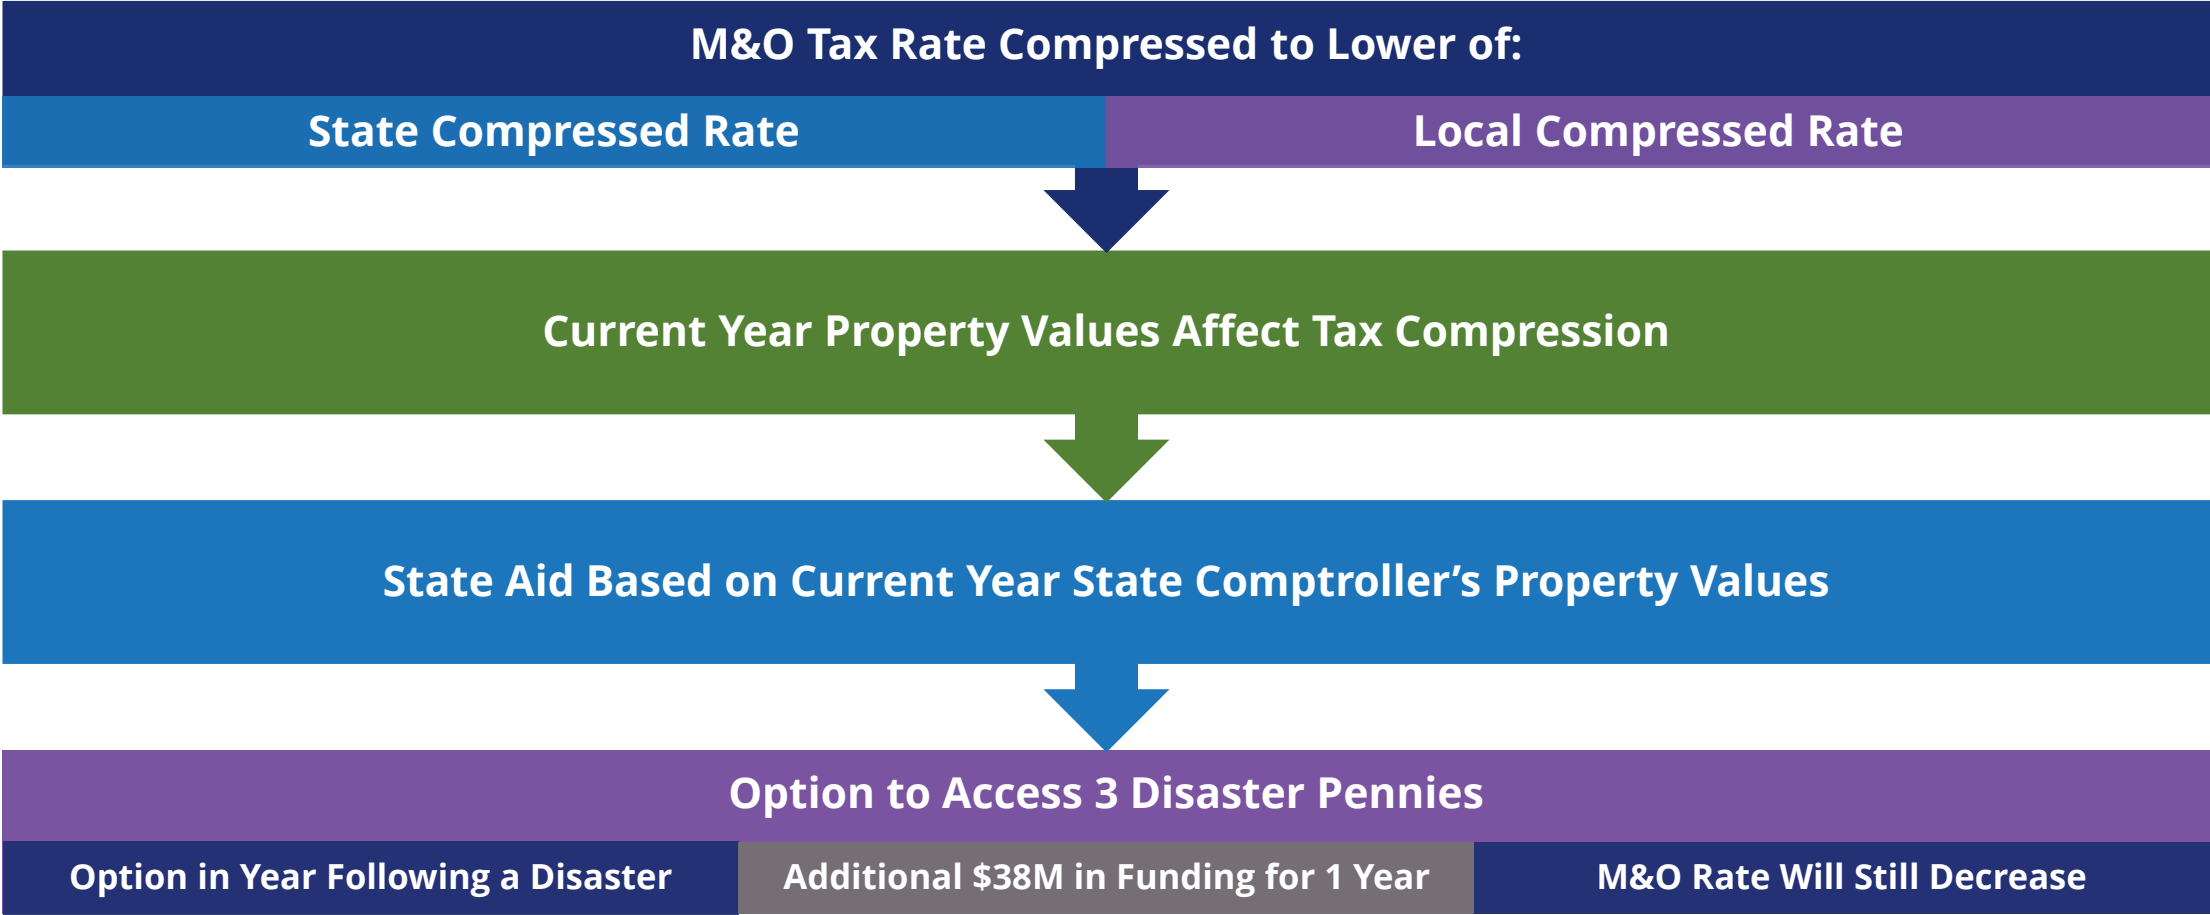 M&O Tax Rate Compressed to Lower of:
State Compressed Rate
Local Compressed Rate
Current Year Property Values Affect Tax Compression
State Aid Based on Current Year State Comptroller’s Property Values
Option to Access 3 Disaster Pennies
Option in Year Following a Disaster
Additional $38M in Funding for 1 Year
M&O Rate Will Still Decrease